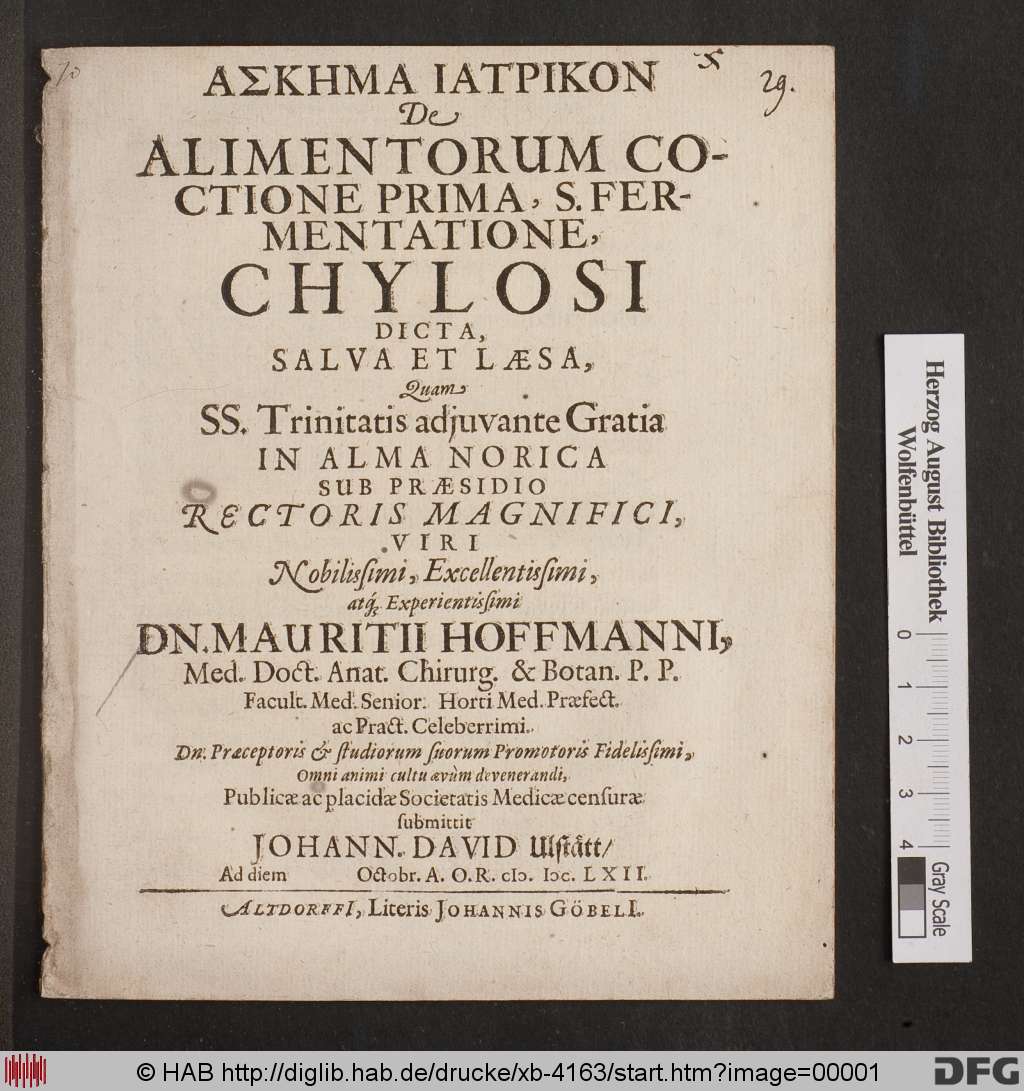 70
5
29.
ΑΣΚΗΜΑ ΙΑΤΡΙΚΟΝ
De
ALIMENTORUM CO-
CTIONE PRIMA, S. FER-
MENTATIONE,
CHYLOSI
DICTA,
SALVA ET LÆSA,
Quam
SS. Trinitatis adjuvante Gratia
IN ALMA NORICA
SUB PRÆSIDIO
RECTORIS MAGNIFICI,
VIRI
Nobilisſimi, Excellentisſimi,
atq́; Experientisſimi
DN. MAURITII HOFFMANNI,
Med. Doct. Anat. Chirurg. & Botan. P. P.
Facult. Med. Senior. Horti Med. Præfect.
ac Pract. Celeberrimi.
Dn. Præceptoris & ſtudiorum ſuorum Promotoris Fidelisſimi,
Omni animi cultu ævùm devenerandi,
Publicæ ac placidæ Societatis Medicæ cenſuræ
ſubmittit
JOHANN. DAVID Ulſtått/
Ad diem Octobr. A. O. R. cIɔ. Iɔc. LXII.
ALTDORFFI, Literis JOHANNIS GÖBELI.
Herzog August Bibliothek
Wolfenbüttel
0 1 2 3 4
Gray Scale
© HAB http://diglib.hab.de/drucke/xb-4163/start.htm?image=00001
DFG